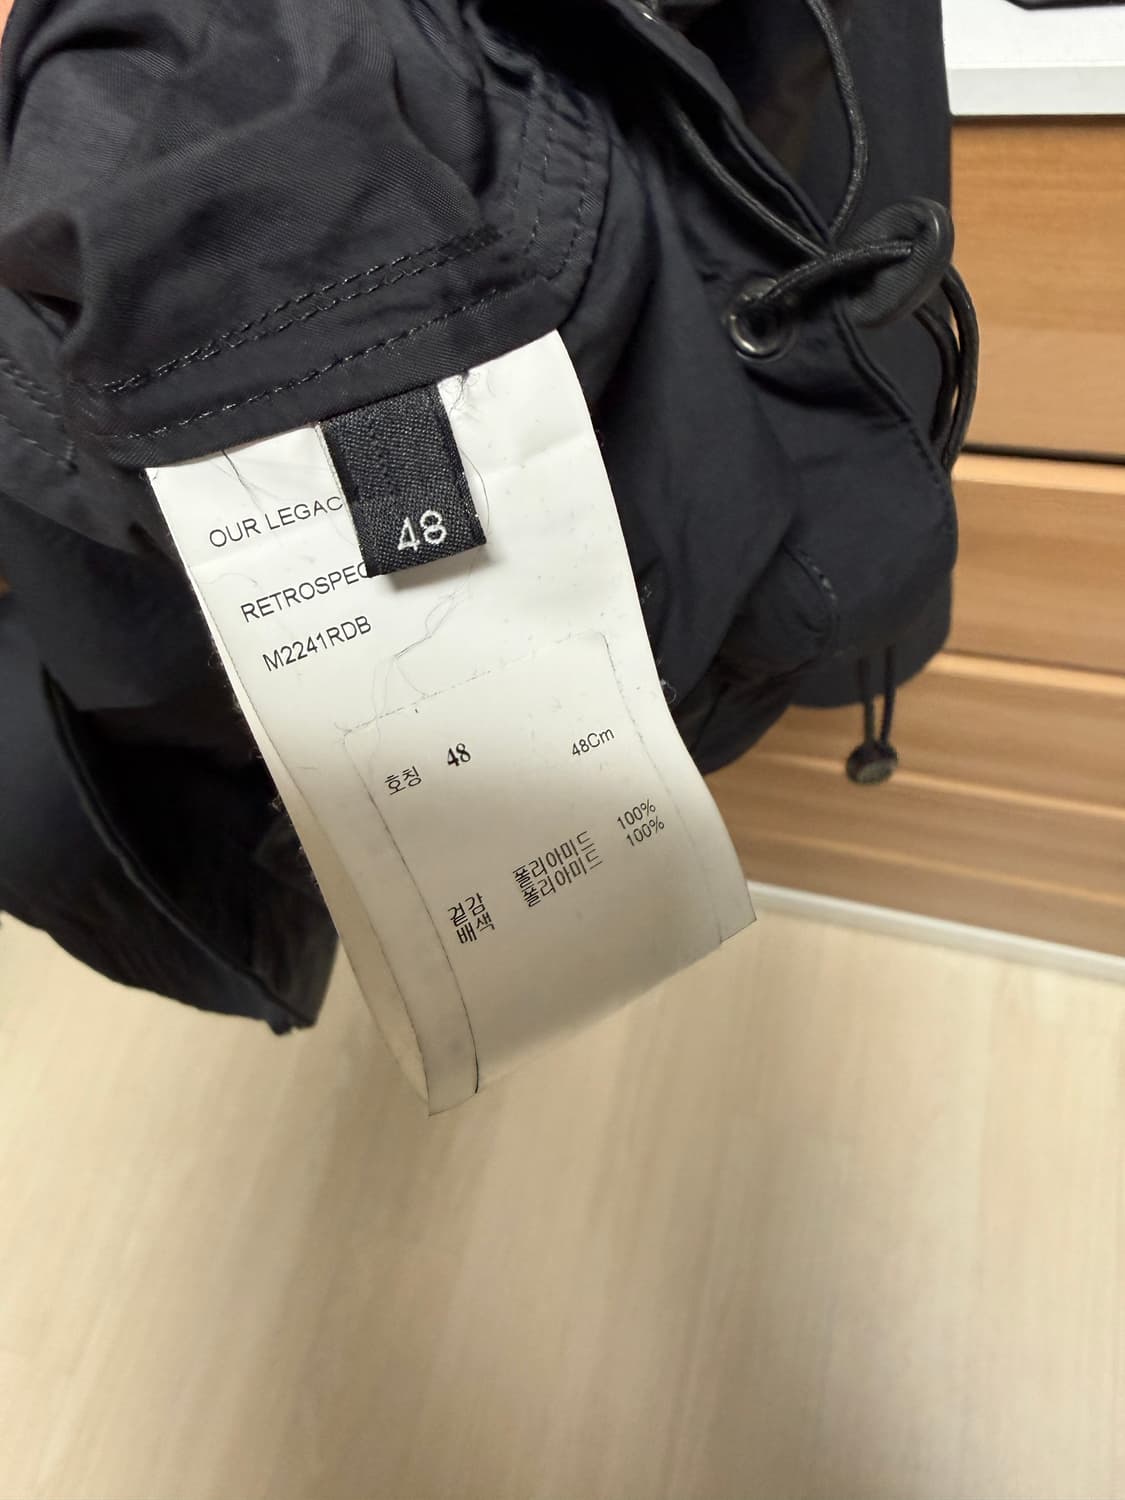 48
OUR LEGAC
RETROSPEC
M2241RDB
호칭 48 48Cm
겉감 폴리아미드 100%
배색 폴리아미드 100%